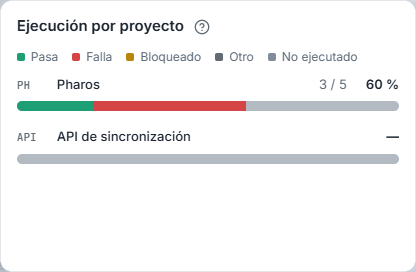 Ejecución por proyecto ?
Pasa Falla Bloqueado Otro No ejecutado
PH Pharos 3 / 5 60 %
API API de sincronización —